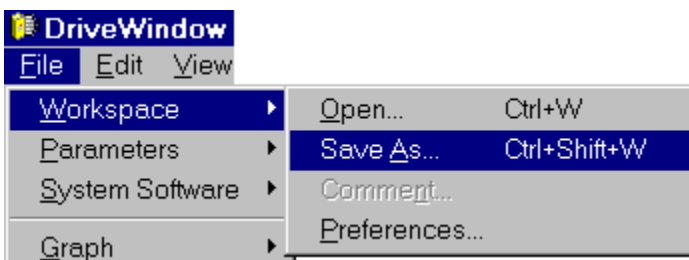 DriveWindow
File Edit View
Workspace Open... Ctrl+W
Parameters Save As... Ctrl+Shift+W
System Software Comment...
Preferences...
Graph